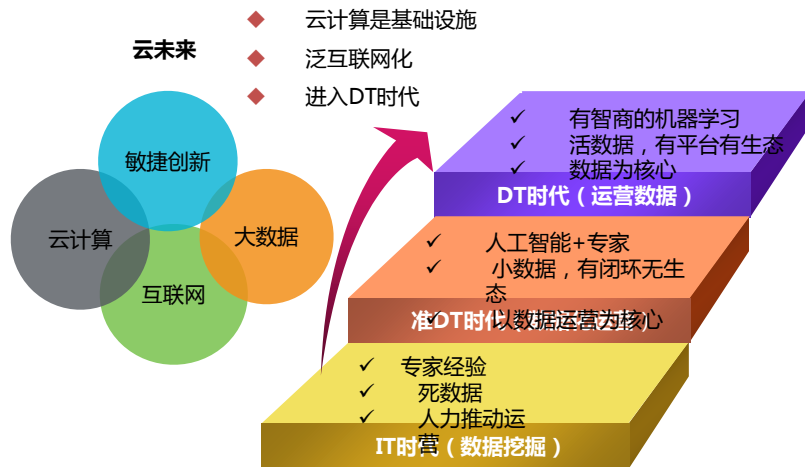 云未来
云计算是基础设施
泛互联网化
进入DT时代
敏捷创新
云计算
大数据
互联网
有智商的机器学习
活数据，有平台有生态
数据为核心
DT时代（运营数据）
人工智能+专家
小数据，有闭环无生
态
以数据运营为核心
准DT时代（
运营）
专家经验
死数据
人力推动运
营
IT时代（数据挖掘）